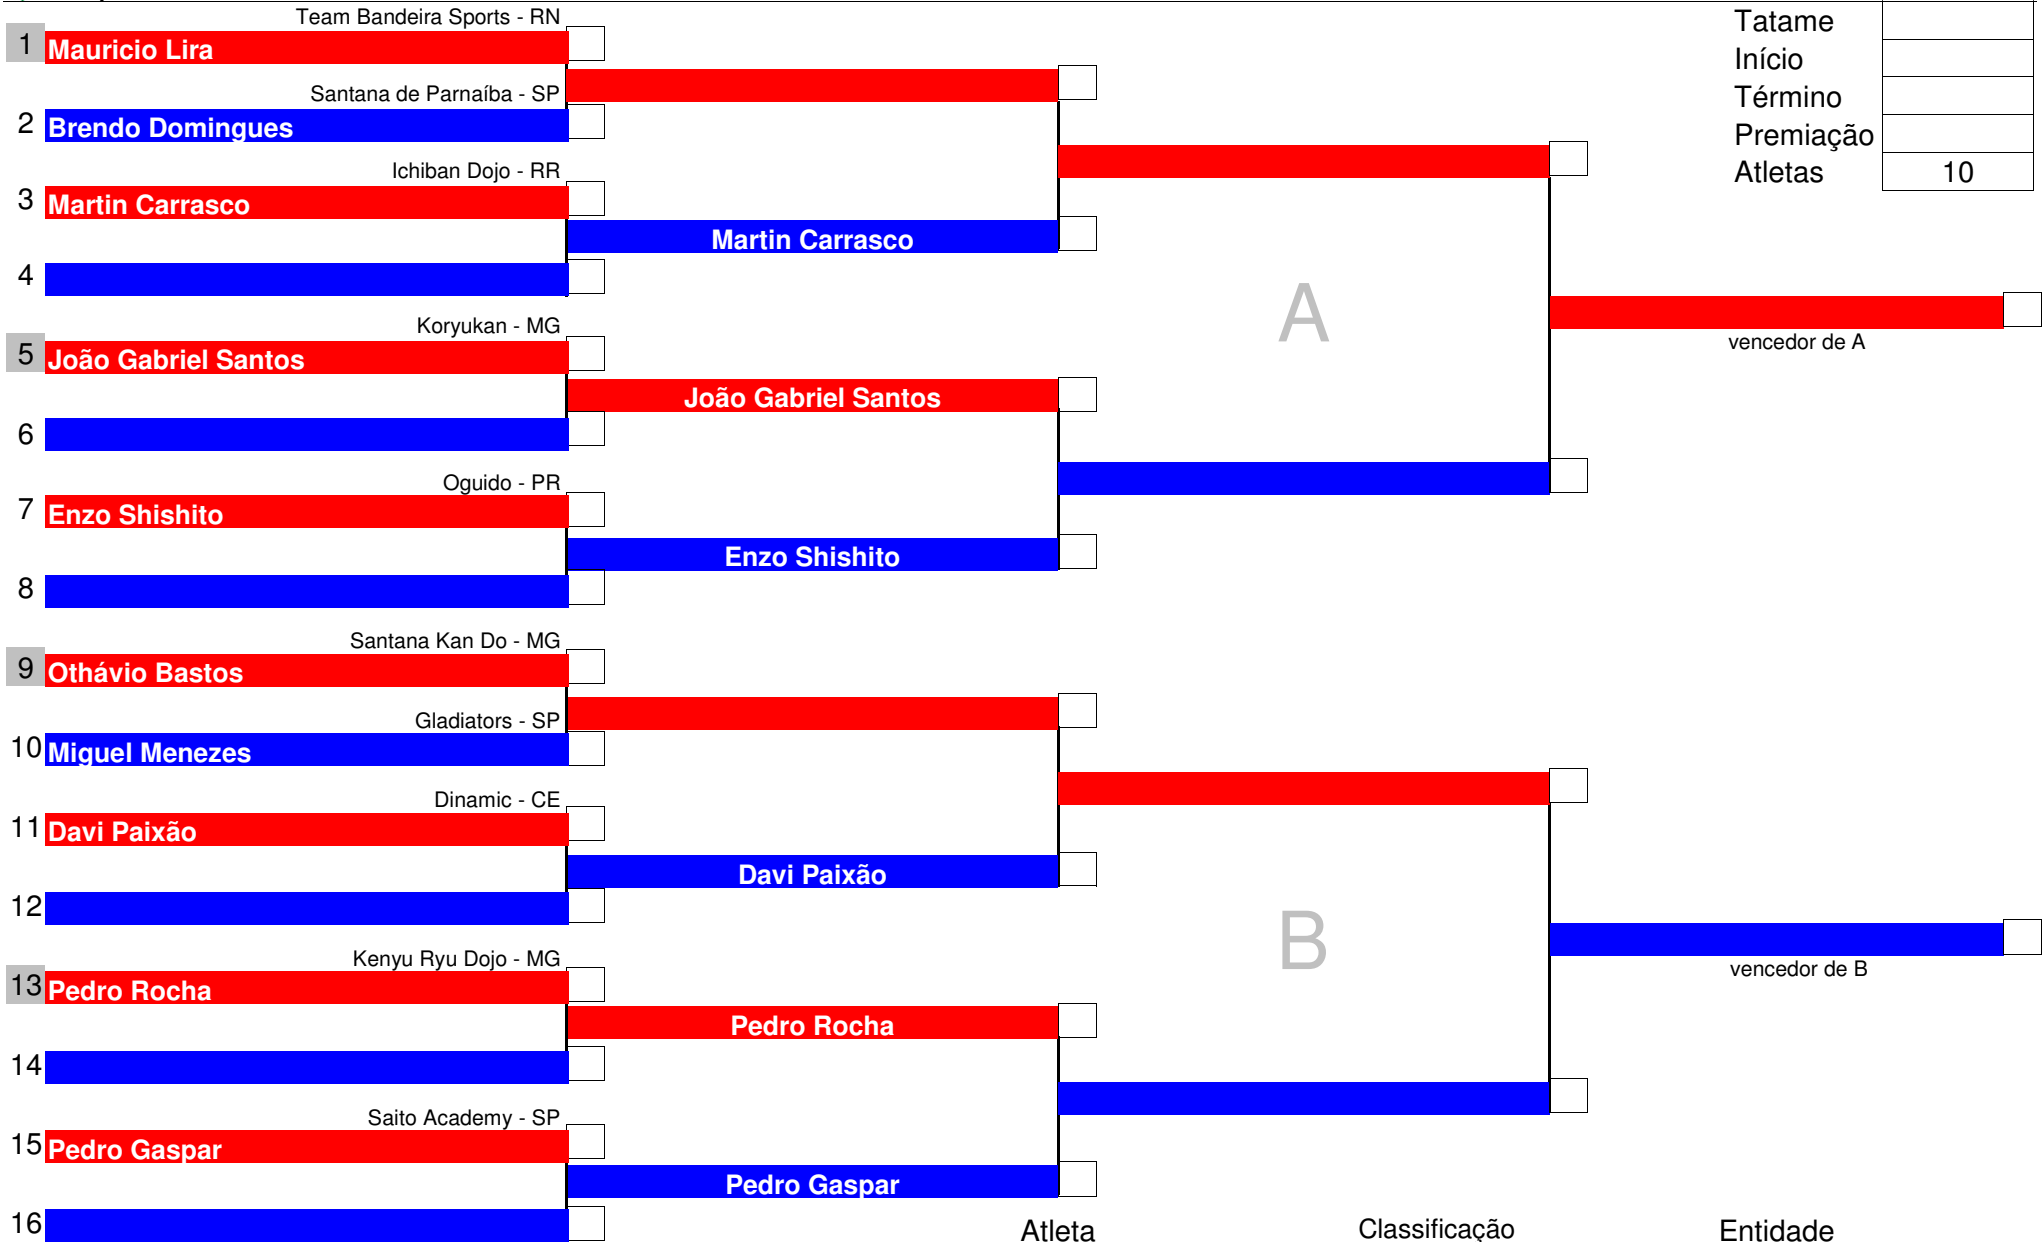 Team Bandeira Sports - RN
1 Mauricio Lira
Santana de Parnaíba - SP
2 Brendo Domingues
Ichiban Dojo - RR
3 Martin Carrasco
Martin Carrasco
4
Koryukan - MG
5 João Gabriel Santos
João Gabriel Santos
6
Oguido - PR
7 Enzo Shishito
Enzo Shishito
8
Santana Kan Do - MG
9 Othávio Bastos
Gladiators - SP
10 Miguel Menezes
Dinamic - CE
11 Davi Paixão
Davi Paixão
12
Kenyu Ryu Dojo - MG
13 Pedro Rocha
Pedro Rocha
14
Saito Academy - SP
15 Pedro Gaspar
Pedro Gaspar
16
A
B
vencedor de A
vencedor de B
Tatame
Início
Término
Premiação
Atletas 10
Atleta Classificação Entidade